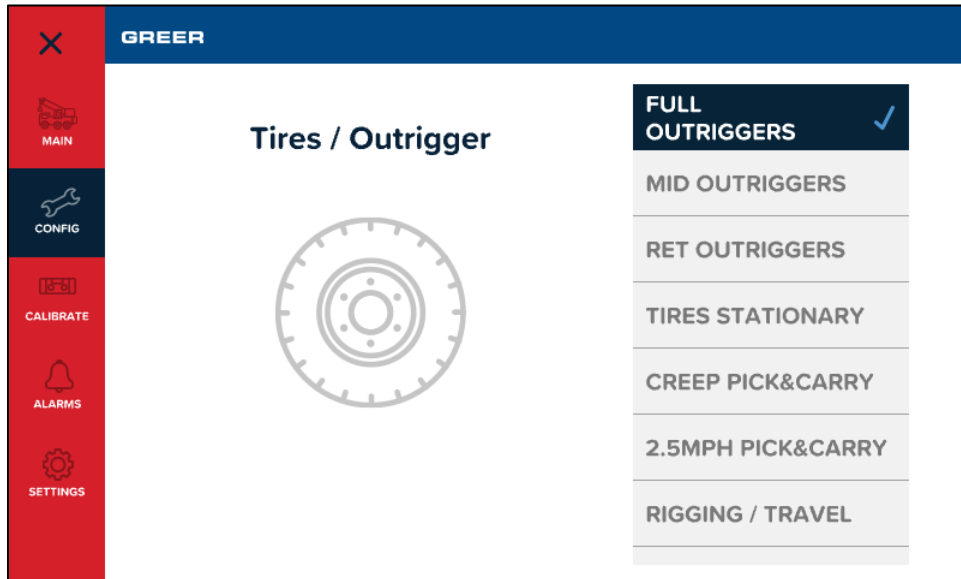 GREER
MAIN
CONFIG
CALIBRATE
ALARMS
SETTINGS
Tires / Outrigger
FULL
OUTRIGGERS
MID OUTRIGGERS
RET OUTRIGGERS
TIRES STATIONARY
CREEP PICK&CARRY
2.5MPH PICK&CARRY
RIGGING / TRAVEL